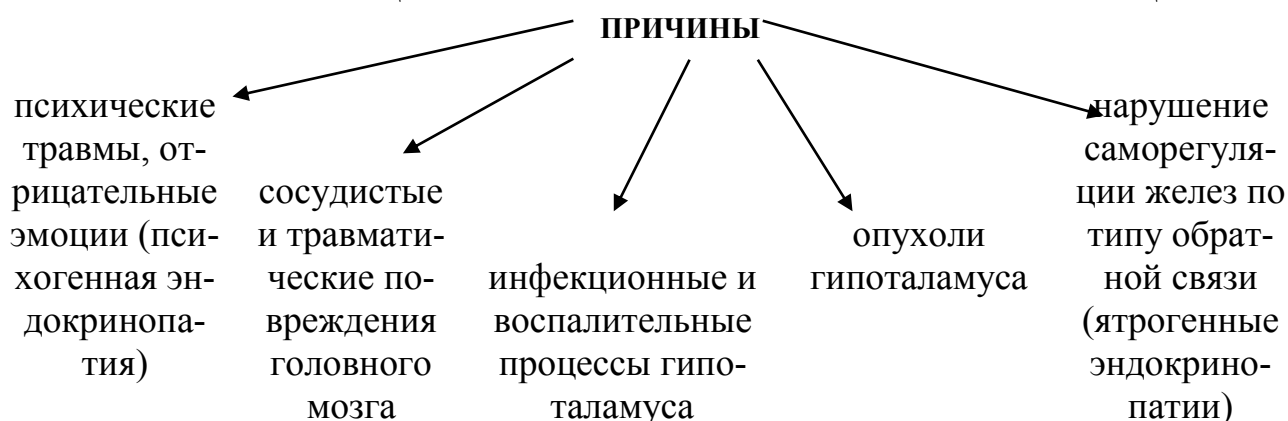 ПРИЧИНЫ
психические
травмы, от-
рицательные
эмоции (пси-
хогенная эн-
докринопа-
тия)
сосудистые
и травмати-
ческие по-
вреждения
головного
мозга
инфекционные и
воспалительные
процессы гипо-
таламуса
опухоли
гипоталамуса
нарушение
саморегуля-
ции желез по
типу обрат-
ной связи
(ятрогенные
эндокрино-
патии)